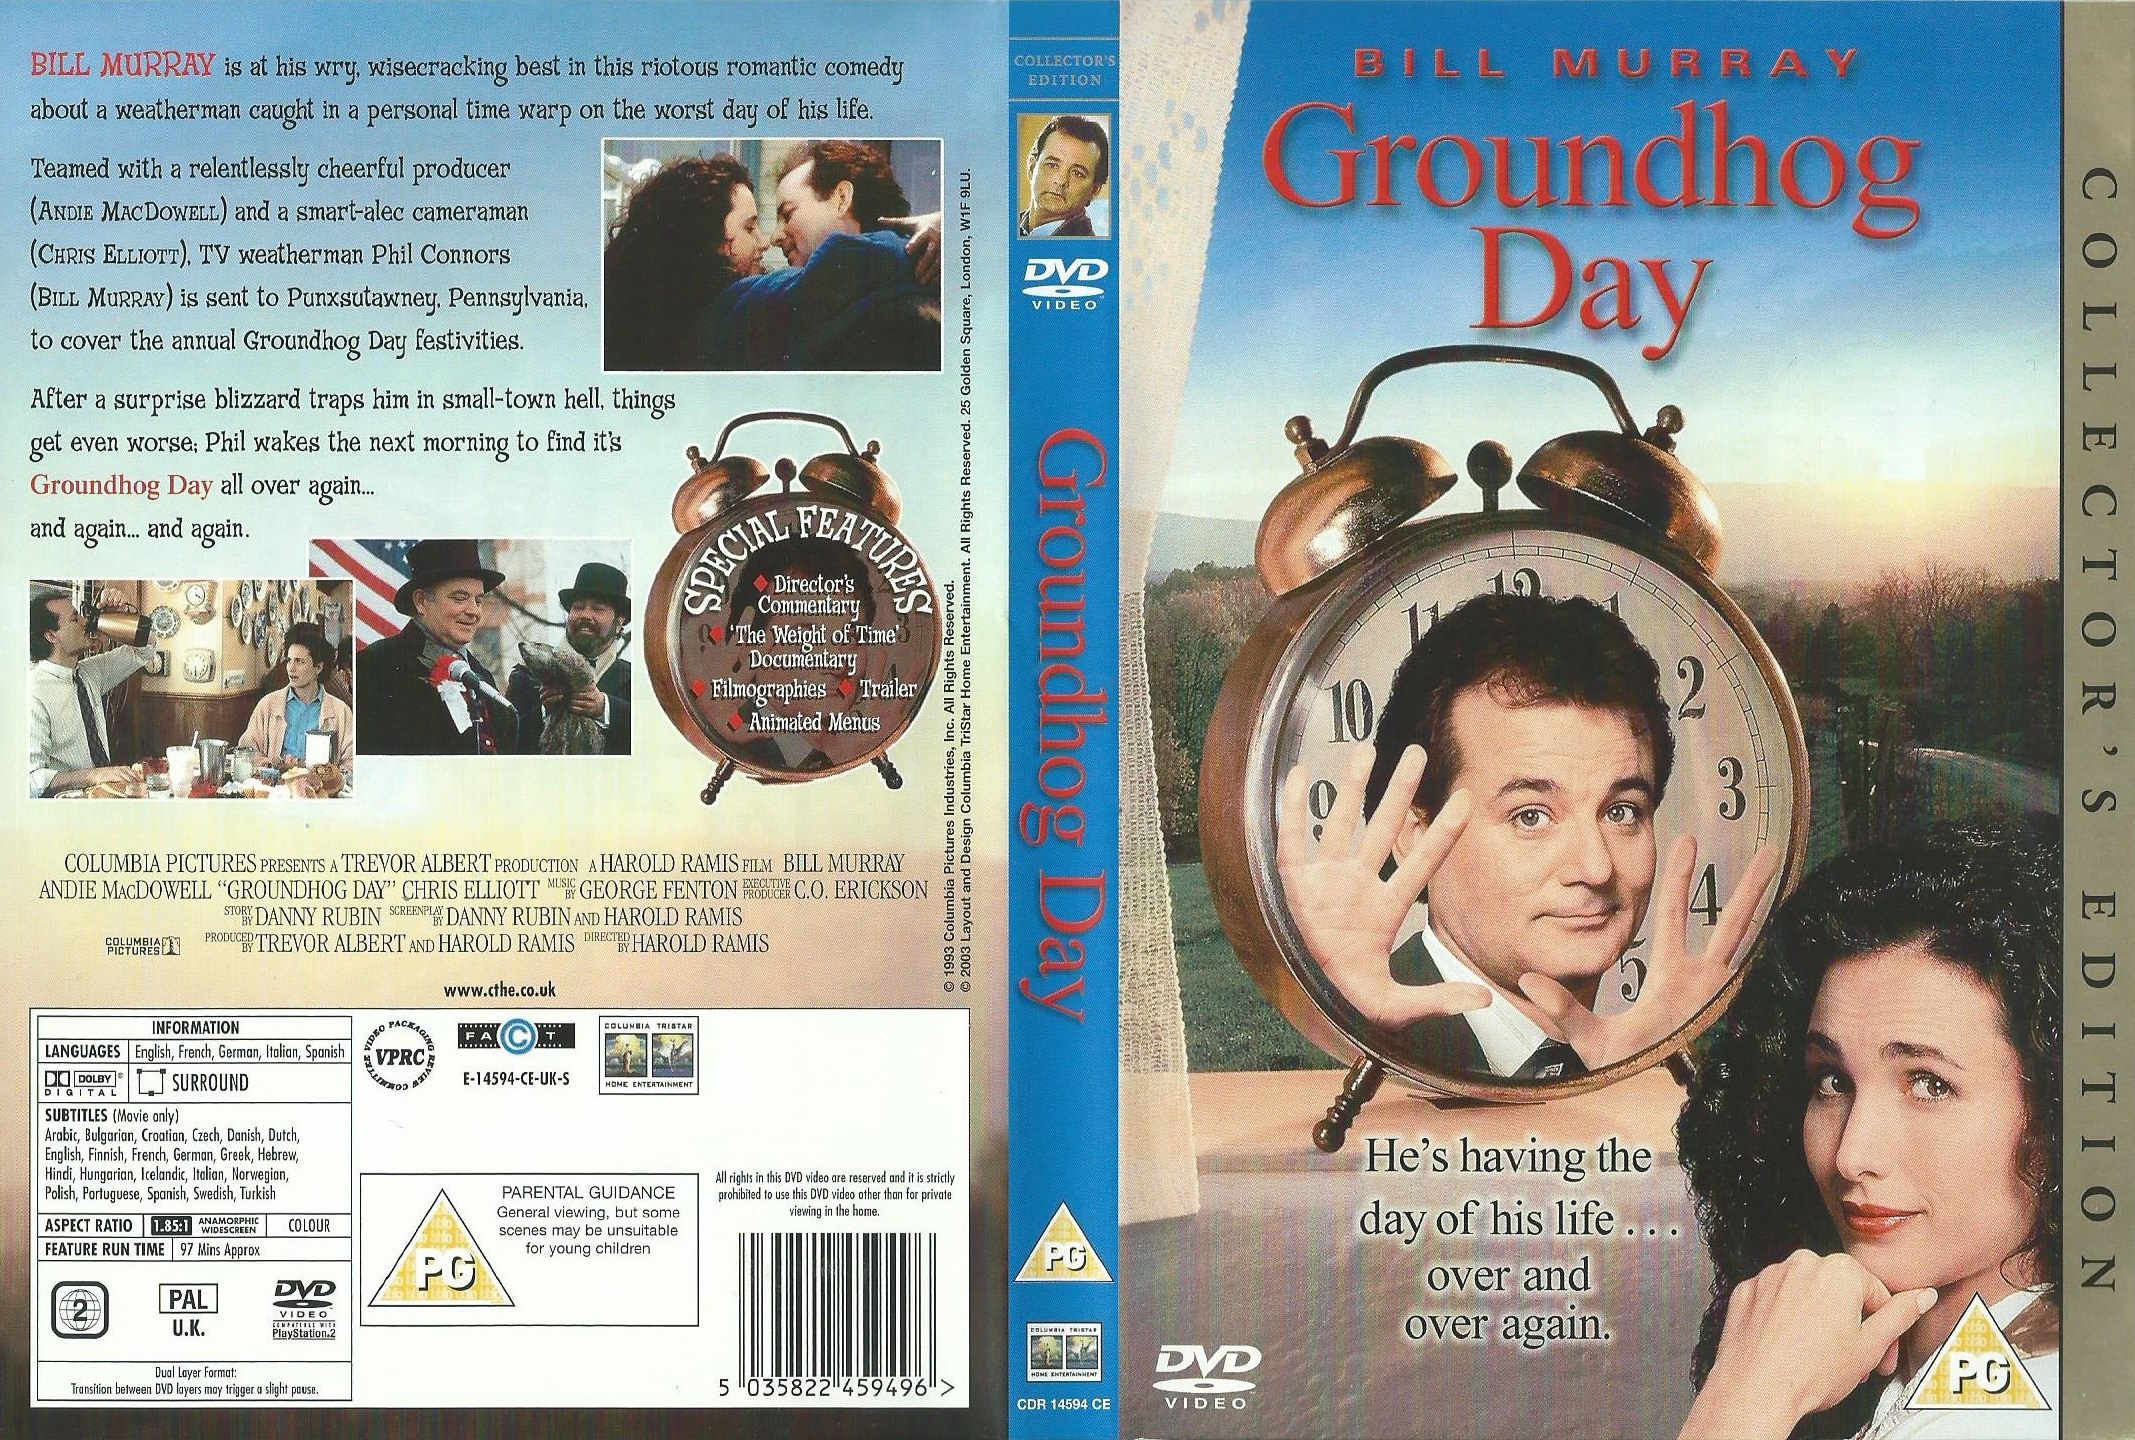 BILL MURRAY is at his wry, wisecracking best in this riotous romantic comedy
about a weatherman caught in a personal time warp on the worst day of his life.
Teamed with a relentlessly cheerful producer
(ANDIE MACDOWELL) and a smart-alec cameraman
(CHRIS ELLIOTT), TV weatherman Phil Connors
(BILL MURRAY) is sent to Punxsutawney, Pennsylvania,
to cover the annual Groundhog Day festivities.
After a surprise blizzard traps him in small-town hell, things
get even worse; Phil wakes the next morning to find it's
Groundhog Day all over again...
and again... and again.
SPECIAL FEATURES
Director's
Commentary
'The Weight of Time'
Documentary
Filmographies Trailer
Animated Menus
COLUMBIA PICTURES PRESENTS A TREVOR ALBERT PRODUCTION A HAROLD RAMIS FILM BILL MURRAY
ANDIE MACDOWELL "GROUNDHOG DAY" CHRIS ELLIOTT MUSIC BY GEORGE FENTON EXECUTIVE PRODUCER C.O. ERICKSON
STORY BY DANNY RUBIN SCREENPLAY BY DANNY RUBIN AND HAROLD RAMIS
COLUMBIA PICTURES PRODUCED BY TREVOR ALBERT AND HAROLD RAMIS DIRECTED BY HAROLD RAMIS
www.cthe.co.uk
© 1993 Columbia Pictures Industries, Inc. All Rights Reserved.
© 2003 Layout and Design Columbia TriStar Home Entertainment. All Rights Reserved. 25 Golden Square, London, W1F 9LU.
INFORMATION
LANGUAGES English, French, German, Italian, Spanish
DOLBY DIGITAL SURROUND
SUBTITLES (Movie only)
Arabic, Bulgarian, Croatian, Czech, Danish, Dutch,
English, Finnish, French, German, Greek, Hebrew,
Hindi, Hungarian, Icelandic, Italian, Norwegian,
Polish, Portuguese, Spanish, Swedish, Turkish
ASPECT RATIO 1.85:1 ANAMORPHIC WIDESCREEN COLOUR
FEATURE RUN TIME 97 Mins Approx
2
PAL
U.K.
DVD
VIDEO
COMPATIBLE WITH
PlayStation.2
Dual Layer Format:
Transition between DVD layers may trigger a slight pause.
VIDEO PACKAGING REVIEW COMMITTEE
VPRC
FACT
E-14594-CE-UK-S
COLUMBIA TRISTAR
HOME ENTERTAINMENT
PG
PARENTAL GUIDANCE
General viewing, but some
scenes may be unsuitable
for young children
All rights in this DVD video are reserved and it is strictly
prohibited to use this DVD video other than for private
viewing in the home.
5 035822 459496 >
COLLECTOR'S
EDITION
DVD
VIDEO
Groundhog Day
PG
COLUMBIA TRISTAR
HOME ENTERTAINMENT
CDR 14594 CE
BILL MURRAY
Groundhog
Day
11 12 1
10 2
9 3
4
5
He's having the
day of his life . . .
over and
over again.
DVD
VIDEO
PG
COLLECTOR'S EDITION